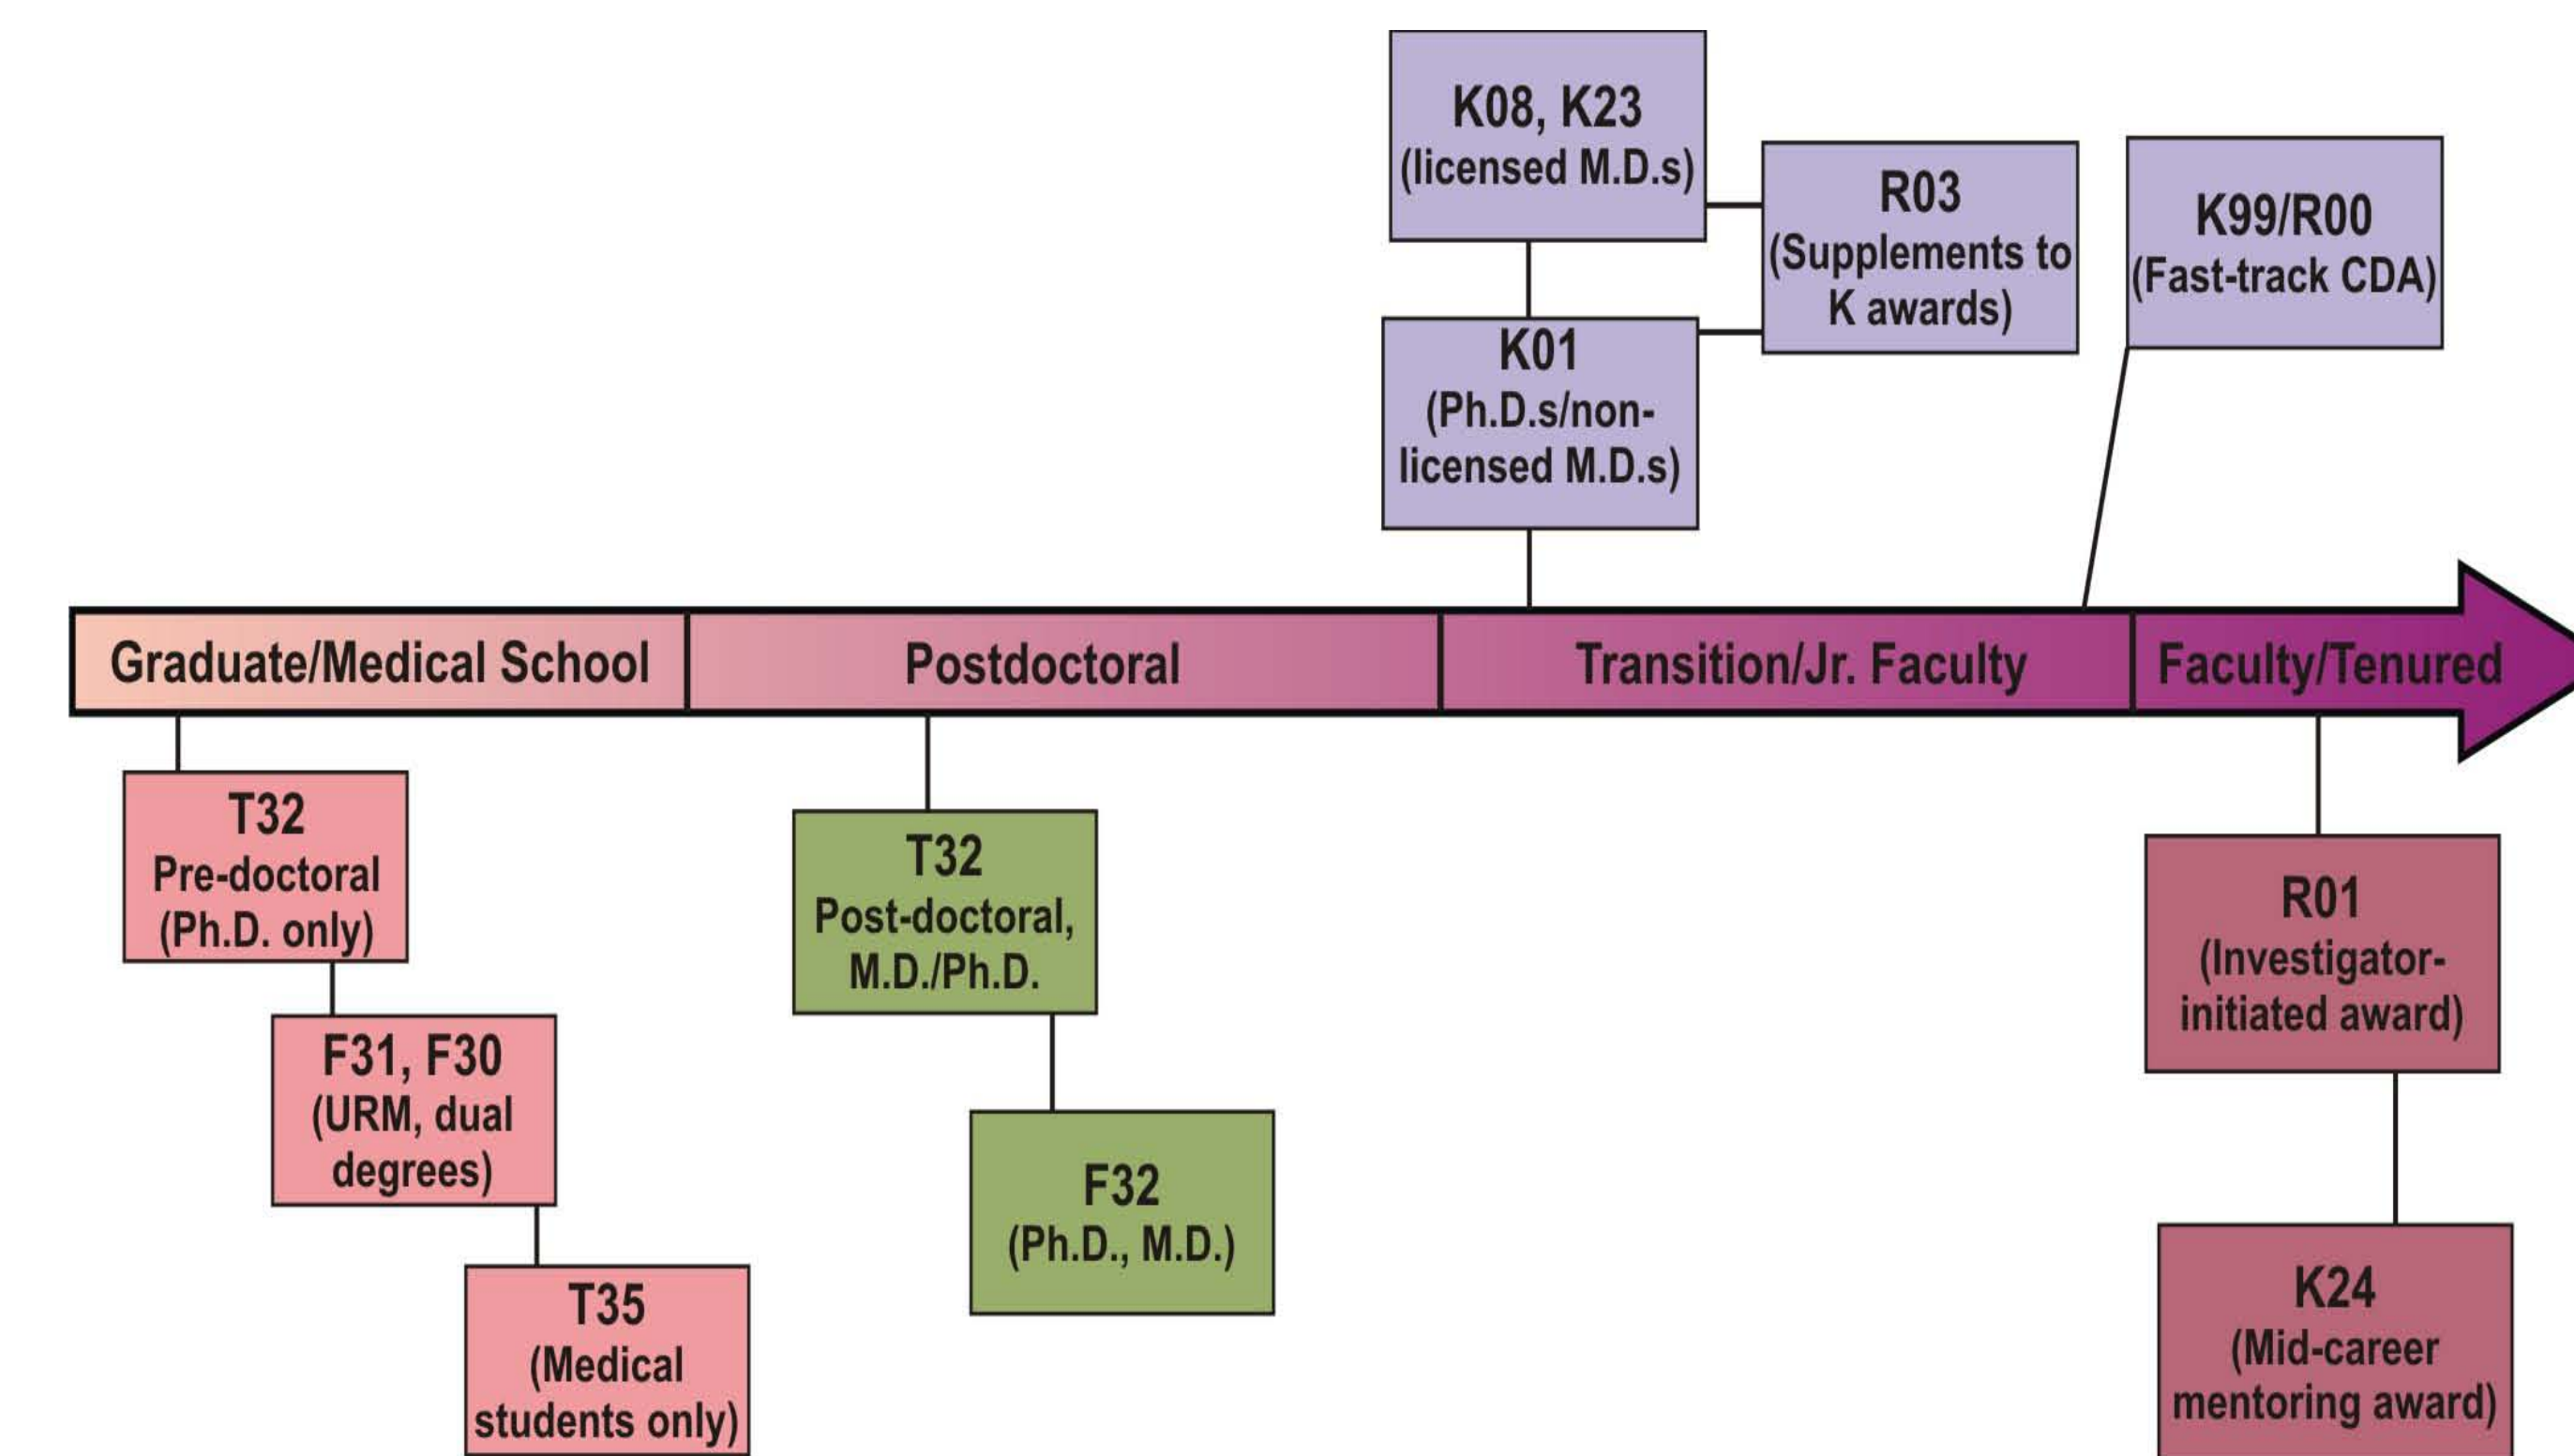 K08, K23
(licensed M.D.s)
R03
(Supplements to
K awards)
K99/R00
(Fast-track CDA)
K01
(Ph.D.s/non-
licensed M.D.s)
Graduate/Medical School
Postdoctoral
Transition/Jr. Faculty
Faculty/Tenured
T32
Pre-doctoral
(Ph.D. only)
F31, F30
(URM, dual
degrees)
T35
(Medical
students only)
T32
Post-doctoral,
M.D./Ph.D.
F32
(Ph.D., M.D.)
R01
(Investigator-
initiated award)
K24
(Mid-career
mentoring award)